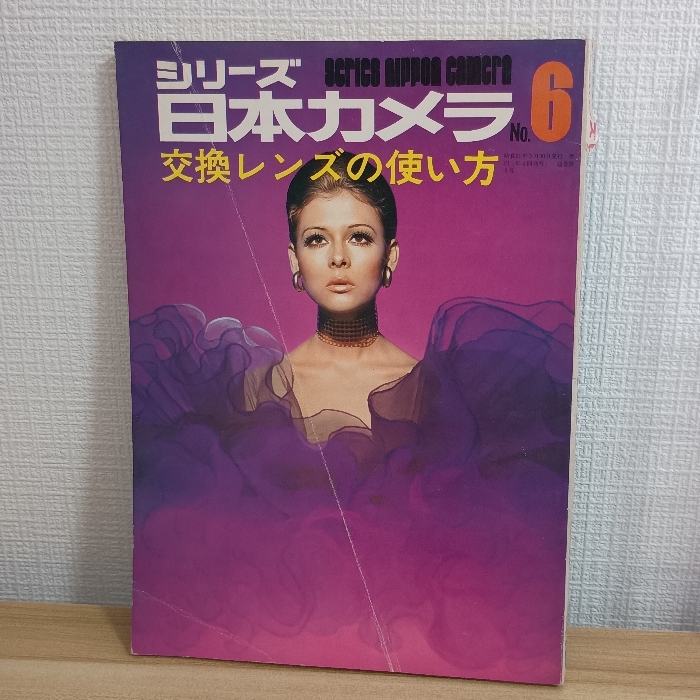 シリーズ
series nippon camera
日本カメラ
No.6
交換レンズの使い方